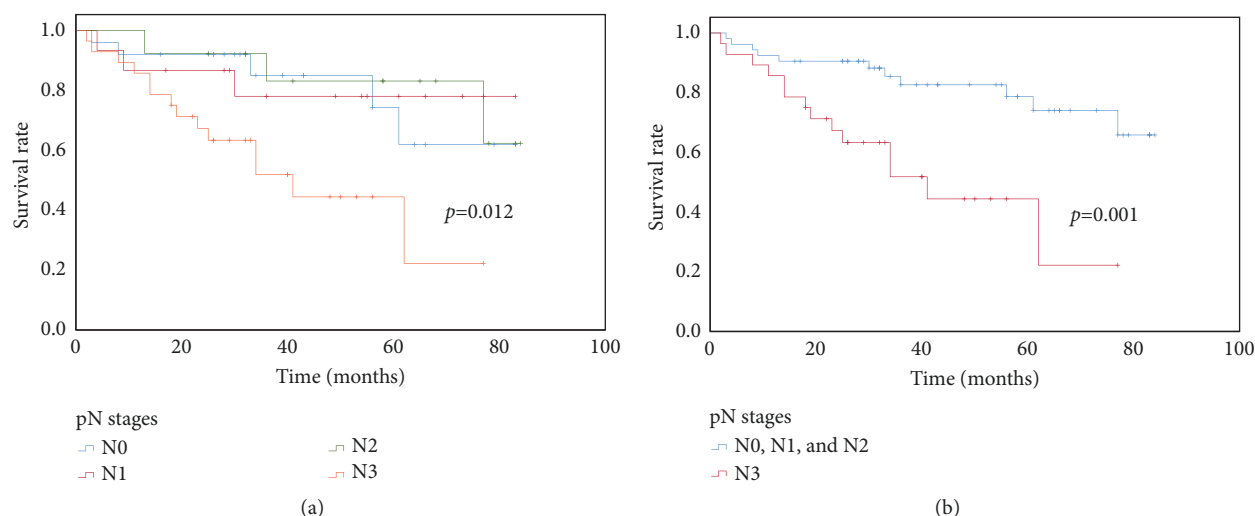 1.0
0.8
0.6
0.4
0.2
0.0
Survival rate
p=0.012
0 20 40 60 80 100
Time (months)
pN stages
N0 N2
N1 N3
(a)
1.0
0.8
0.6
0.4
0.2
0.0
Survival rate
p=0.001
0 20 40 60 80 100
Time (months)
pN stages
N0, N1, and N2
N3
(b)